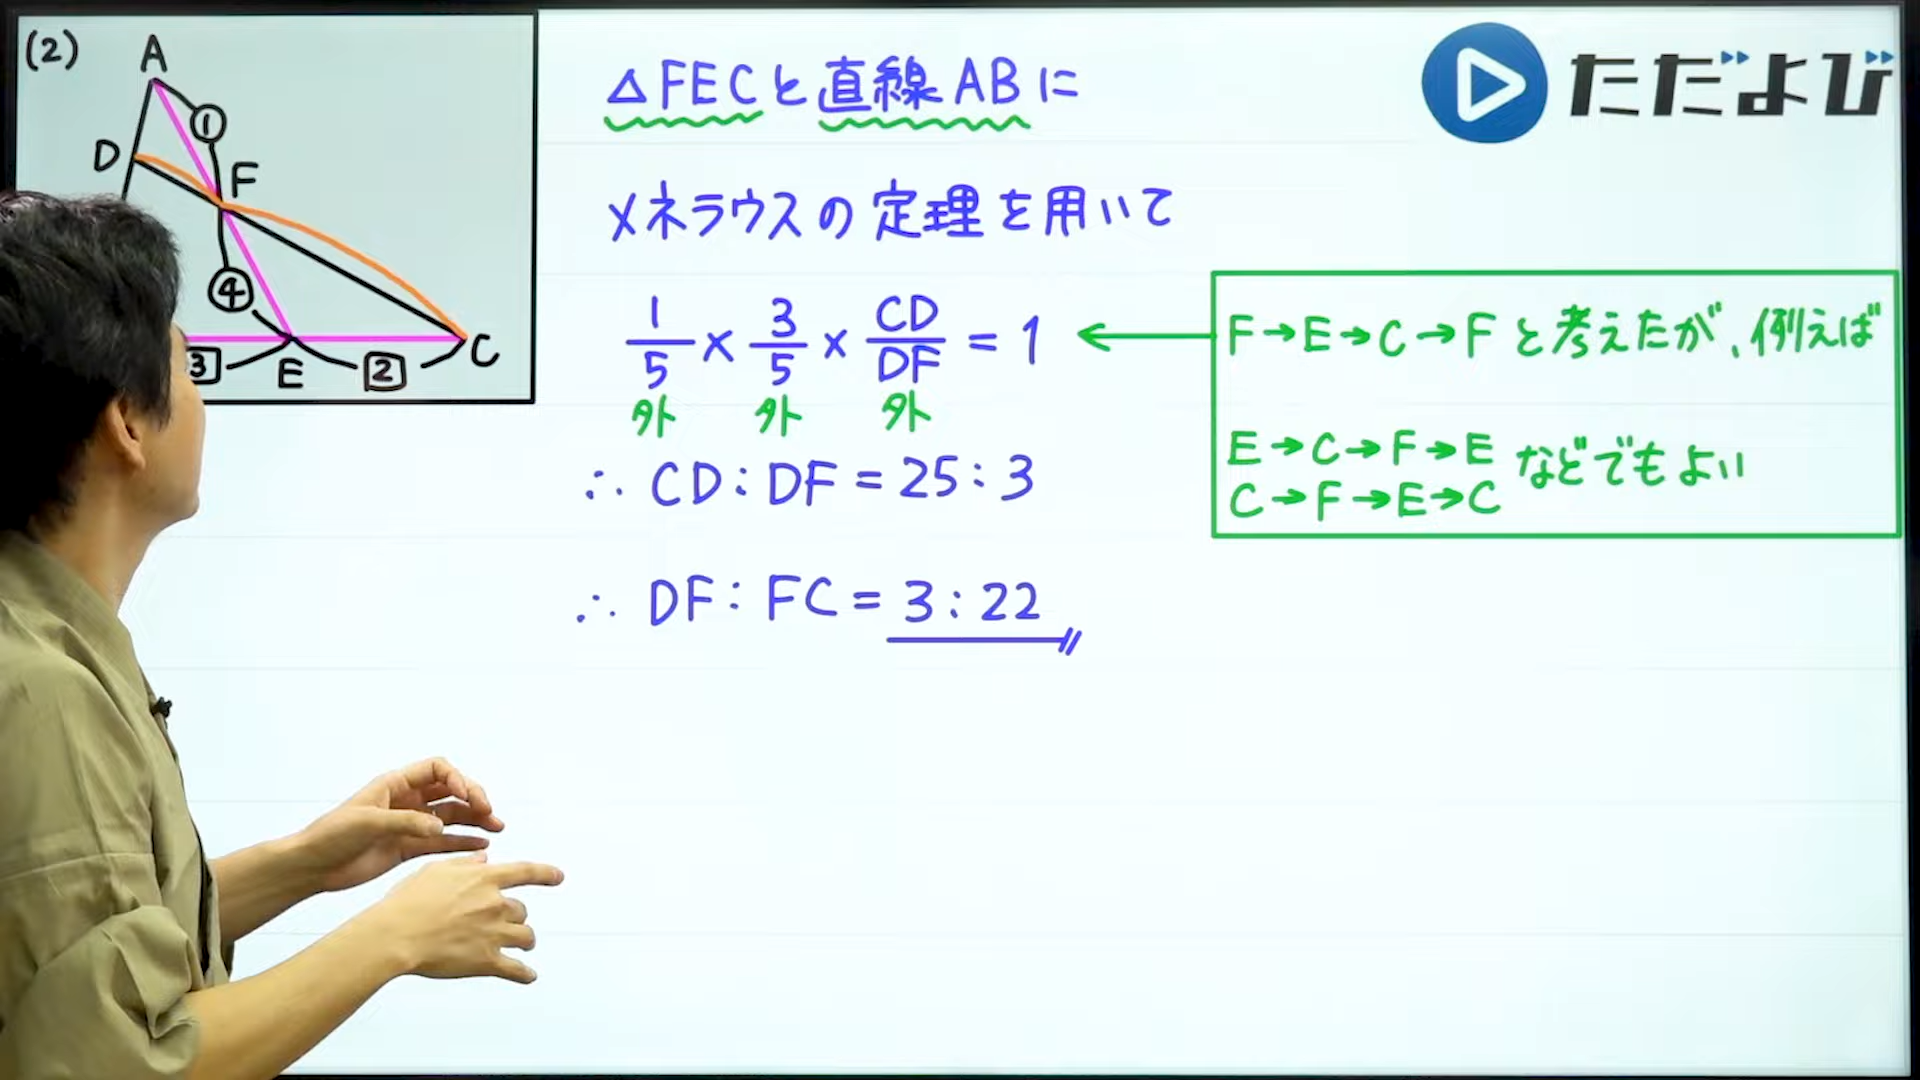 (2)
A
①
D
F
④
3 E 2 C
△FECと直線ABに
メネラウスの定理を用いて
1/5 × 3/5 × CD/DF = 1
外 外 外
∴ CD:DF = 25:3
∴ DF:FC = 3:22
F→E→C→Fと考えたが、例えば
E→C→F→E
C→F→E→C
などでもよい
ただよび